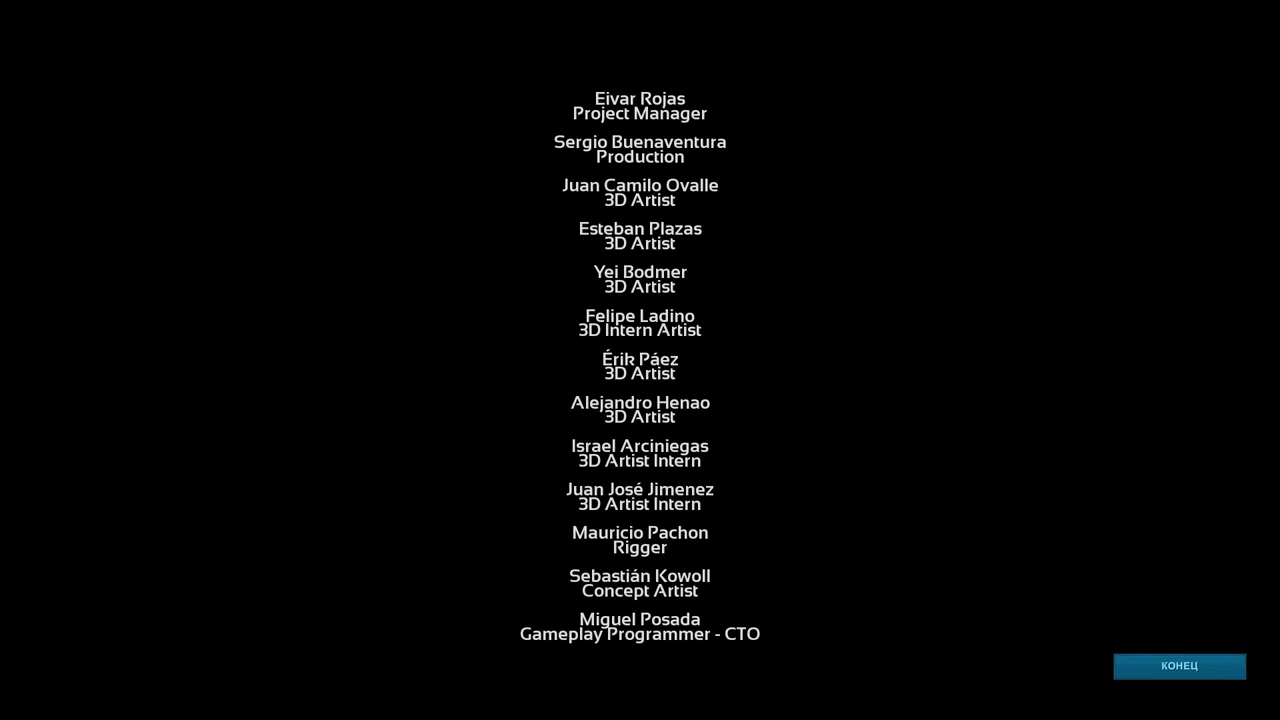 Eivar Rojas
Project Manager
Sergio Buenaventura
Production
Juan Camilo Ovalle
3D Artist
Esteban Plazas
3D Artist
Yei Bodmer
3D Artist
Felipe Ladino
3D Intern Artist
Érik Páez
3D Artist
Alejandro Henao
3D Artist
Israel Arciniegas
3D Artist Intern
Juan José Jimenez
3D Artist Intern
Mauricio Pachon
Rigger
Sebastián Kowoll
Concept Artist
Miguel Posada
Gameplay Programmer - CTO
КОНЕЦ